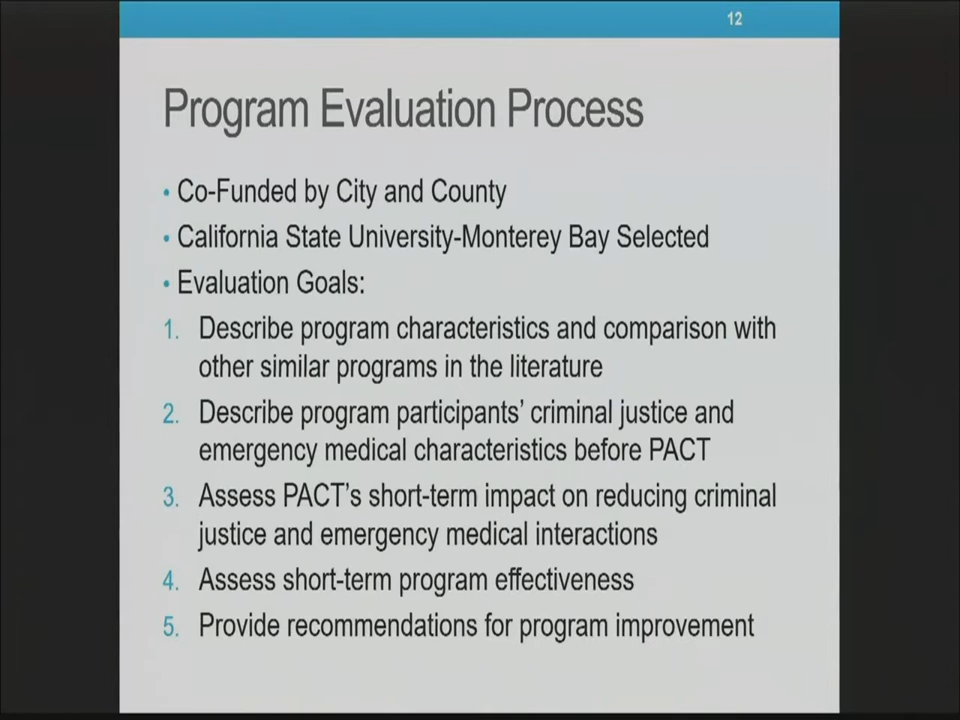 12
Program Evaluation Process
• Co-Funded by City and County
• California State University-Monterey Bay Selected
• Evaluation Goals:
1. Describe program characteristics and comparison with
other similar programs in the literature
2. Describe program participants’ criminal justice and
emergency medical characteristics before PACT
3. Assess PACT’s short-term impact on reducing criminal
justice and emergency medical interactions
4. Assess short-term program effectiveness
5. Provide recommendations for program improvement